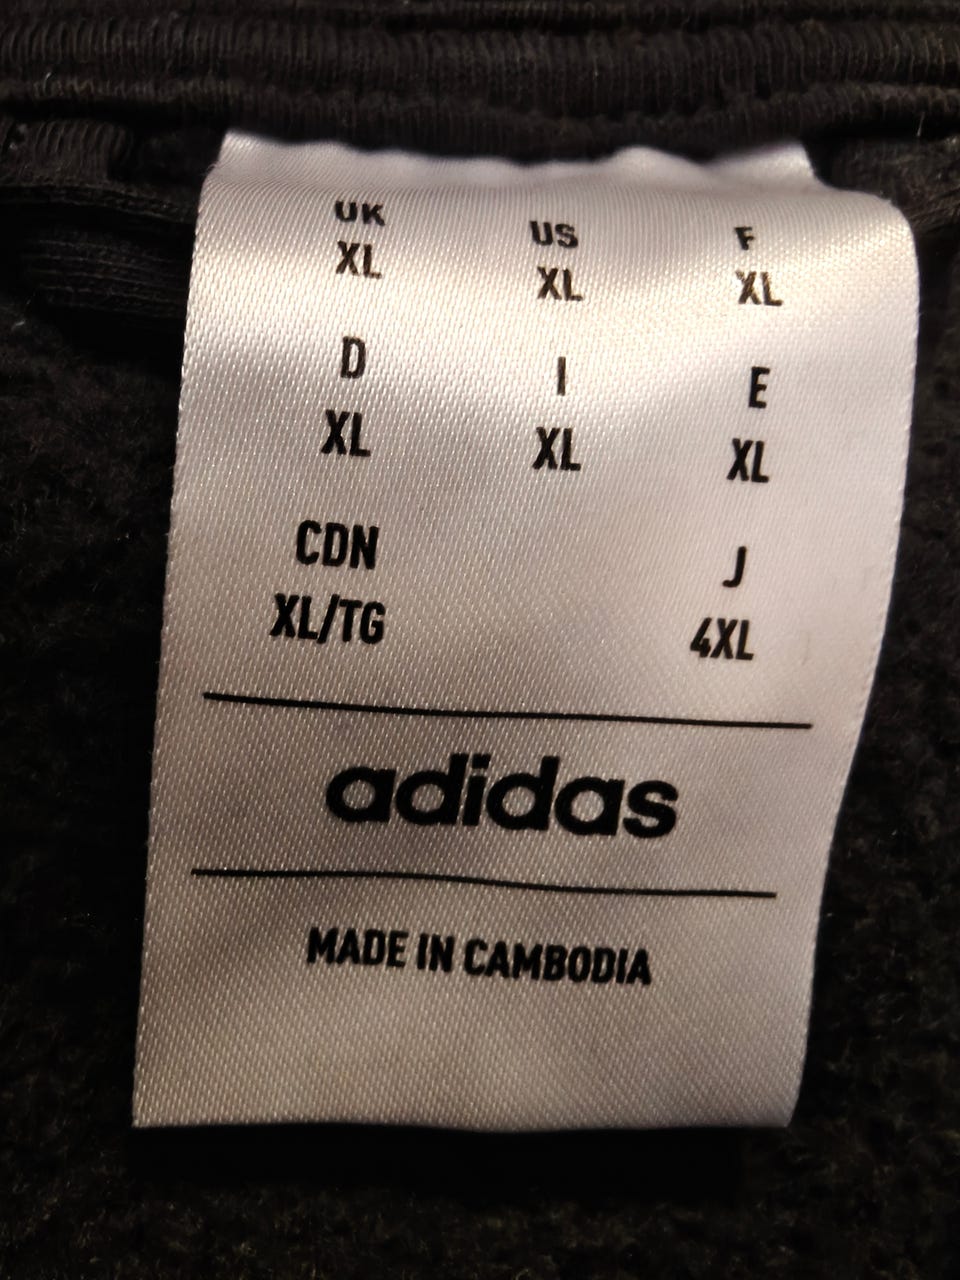 UK US F
XL XL XL
D I E
XL XL XL
CDN J
XL/TG 4XL
adidas
MADE IN CAMBODIA